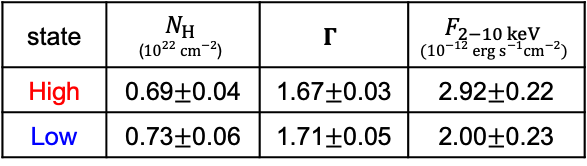 state N_H (10^22 cm^−2) Γ F_2−10 keV (10^−12 erg s^−1 cm^−2)
High 0.69±0.04 1.67±0.03 2.92±0.22
Low 0.73±0.06 1.71±0.05 2.00±0.23